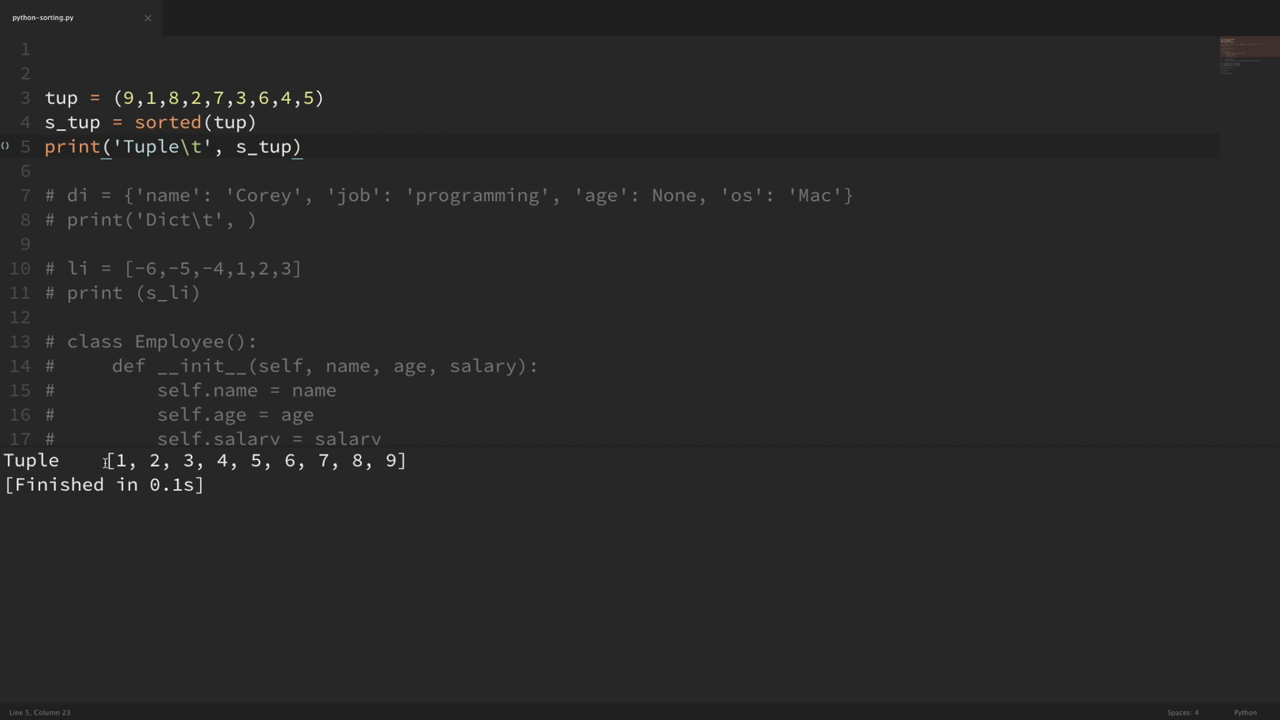 python-sorting.py ×
1
2
3 tup = (9,1,8,2,7,3,6,4,5)
4 s_tup = sorted(tup)
() 5 print('Tuple\t', s_tup)
6
7 # di = {'name': 'Corey', 'job': 'programming', 'age': None, 'os': 'Mac'}
8 # print('Dict\t', )
9
10 # li = [-6,-5,-4,1,2,3]
11 # print (s_li)
12
13 # class Employee():
14 #     def __init__(self, name, age, salary):
15 #         self.name = name
16 #         self.age = age
17 #         self.salary = salary
Tuple    [1, 2, 3, 4, 5, 6, 7, 8, 9]
[Finished in 0.1s]
Line 5, Column 23 Spaces: 4 Python